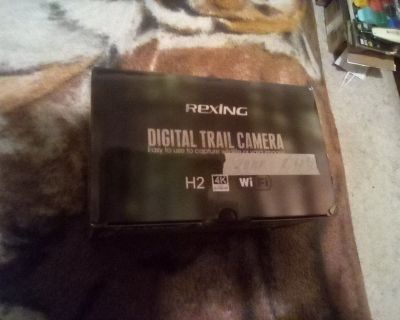 REXING
DIGITAL TRAIL CAMERA
Easy to use to capture
H2 4K WiFi